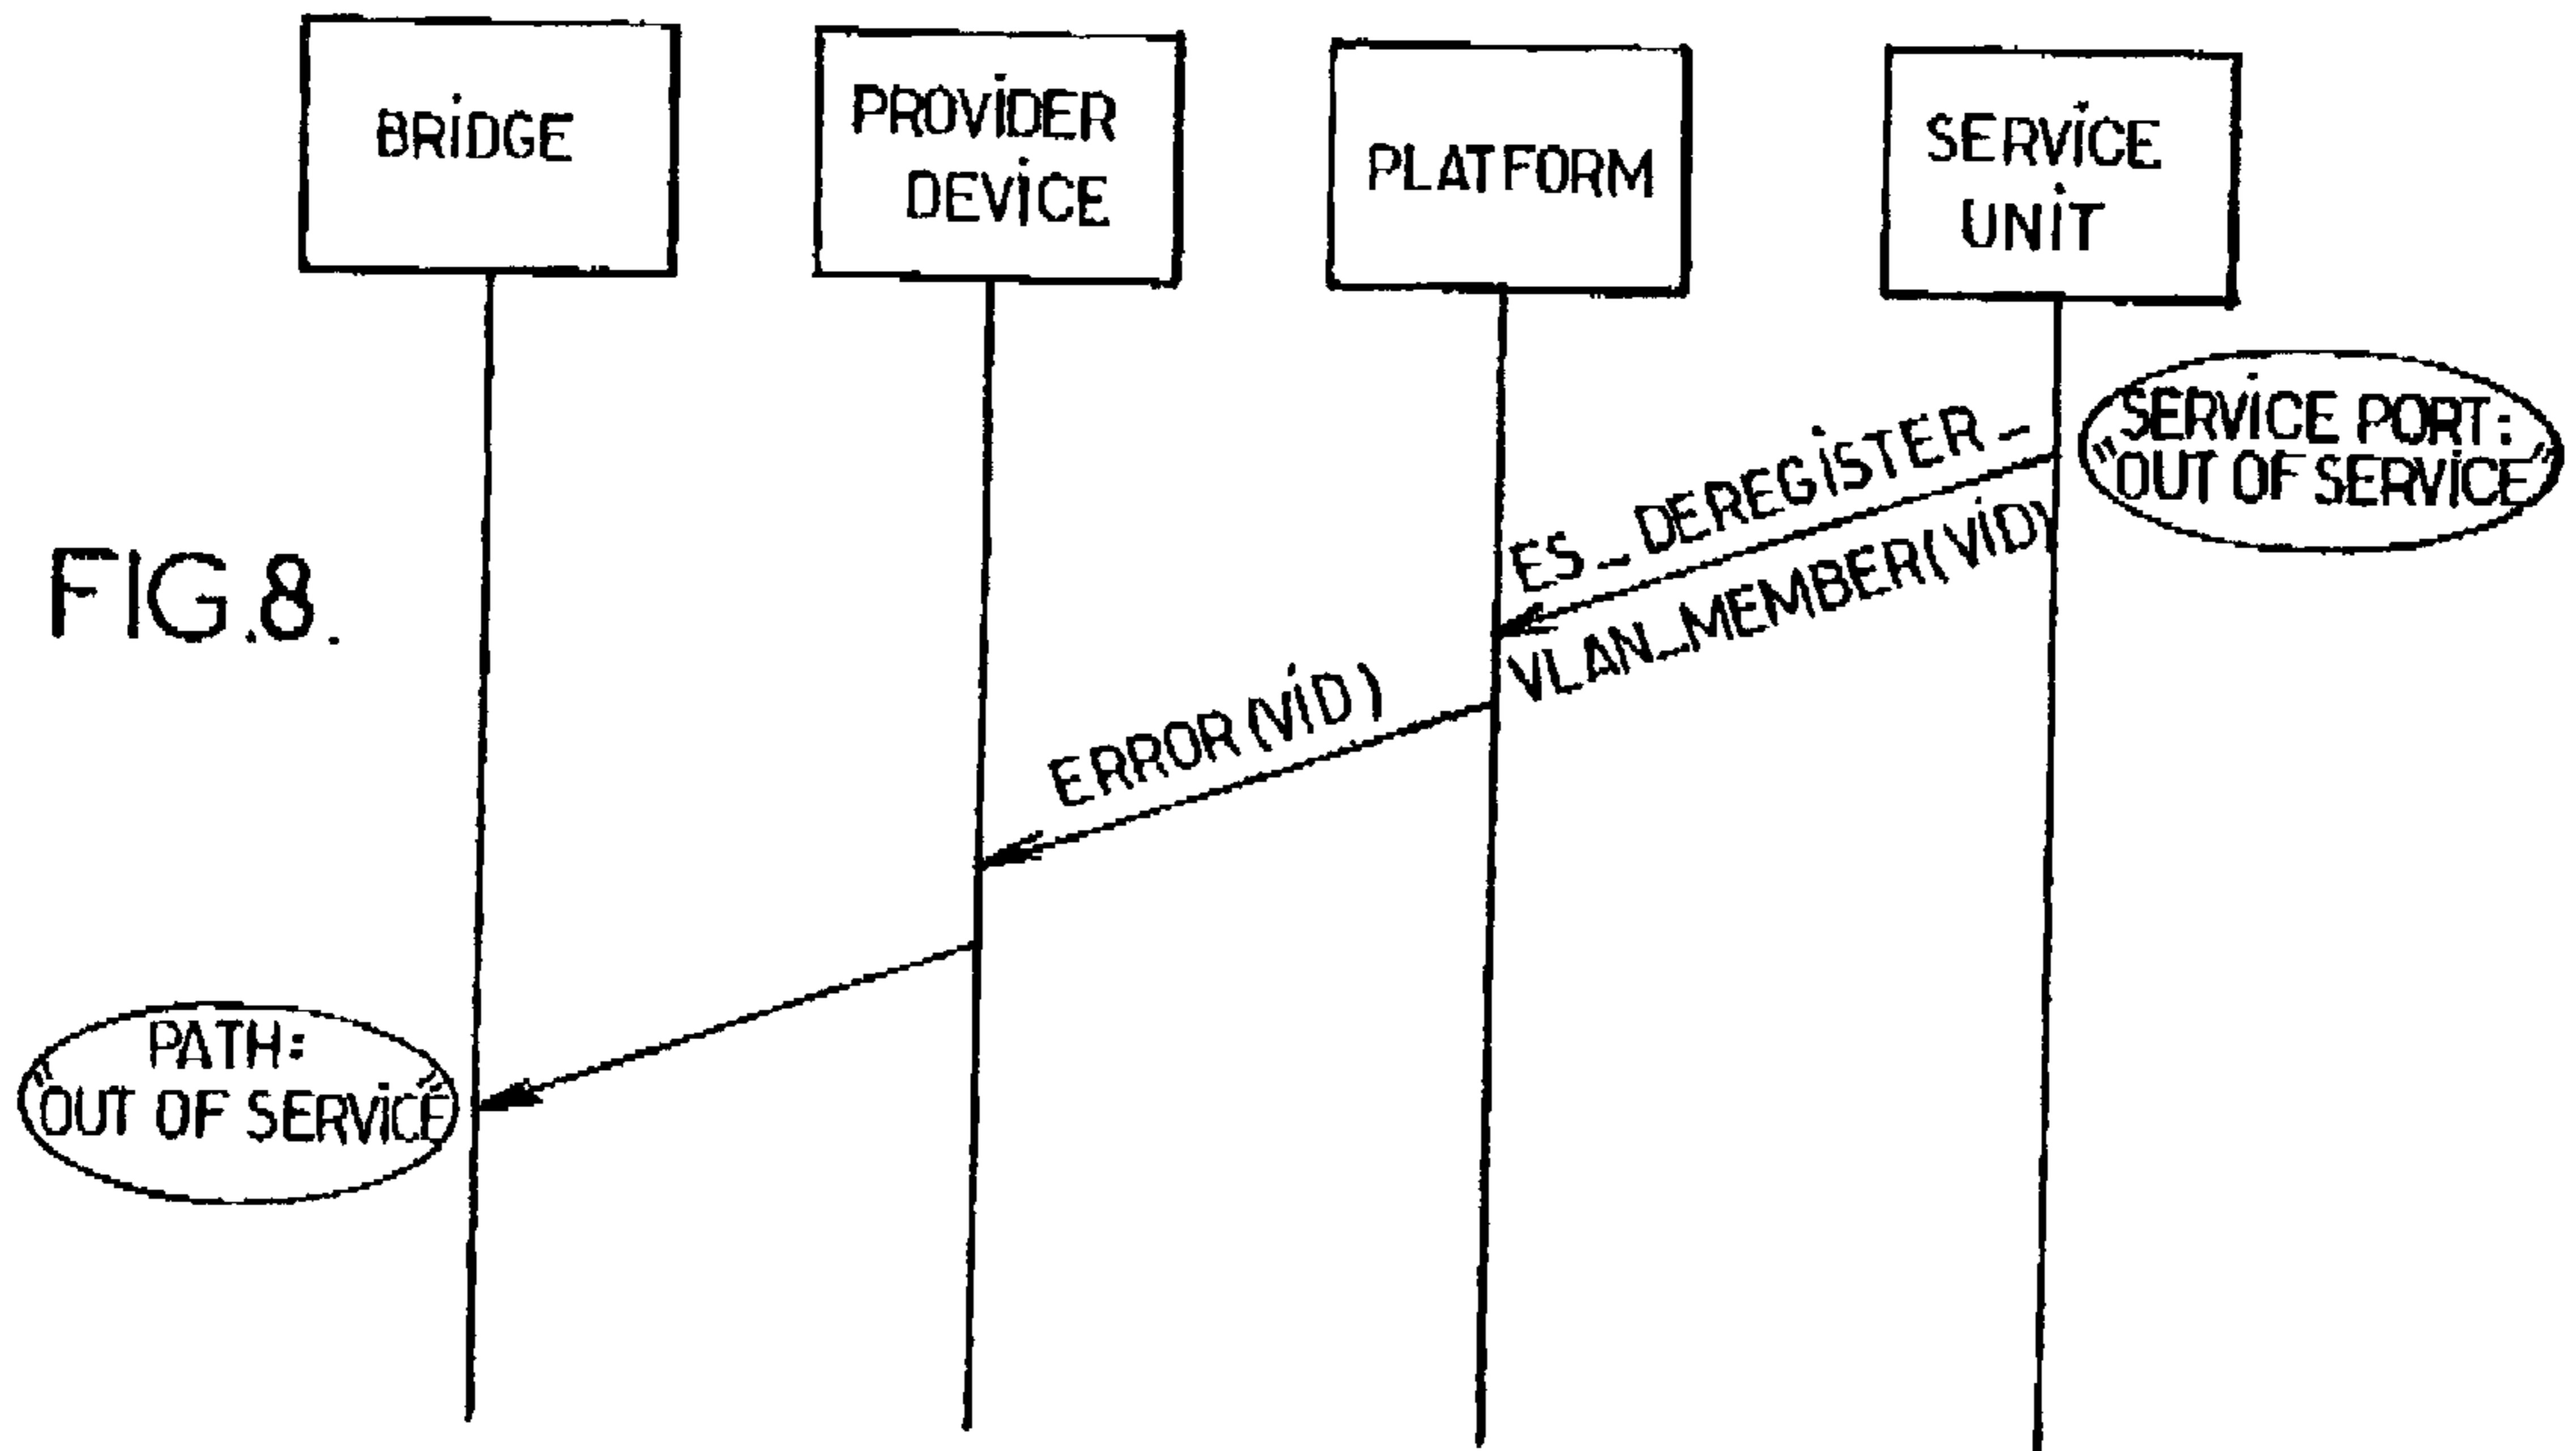 BRiDGE
PROViDER
DEViCE
PLATFORM
SERViCE
UNiT
SERViCE PORT:
"OUT OF SERViCE"
ES_DEREGiSTER_
VLAN_MEMBER(ViD)
FIG.8.
ERROR(ViD)
PATH:
"OUT OF SERViCE"